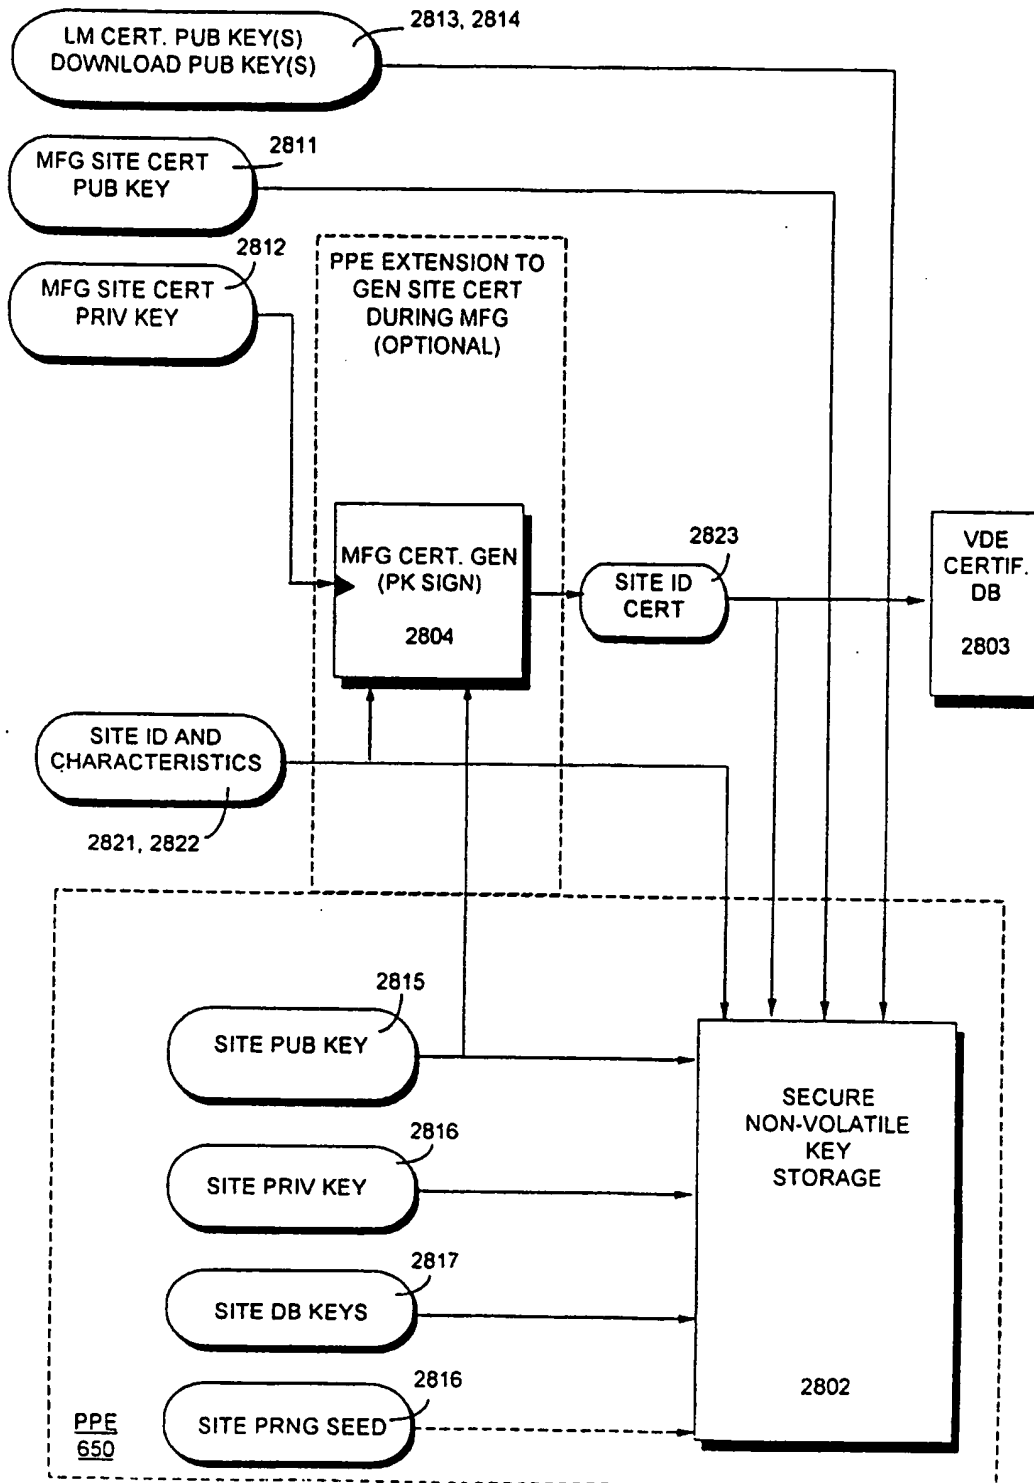 2813, 2814
LM CERT. PUB KEY(S)
DOWNLOAD PUB KEY(S)
2811
MFG SITE CERT
PUB KEY
2812
MFG SITE CERT
PRIV KEY
PPE EXTENSION TO
GEN SITE CERT
DURING MFG
(OPTIONAL)
MFG CERT. GEN
(PK SIGN)
2804
2823
SITE ID
CERT
VDE
CERTIF.
DB
2803
SITE ID AND
CHARACTERISTICS
2821, 2822
2815
SITE PUB KEY
2816
SITE PRIV KEY
2817
SITE DB KEYS
2816
SITE PRNG SEED
SECURE
NON-VOLATILE
KEY
STORAGE
2802
PPE
650